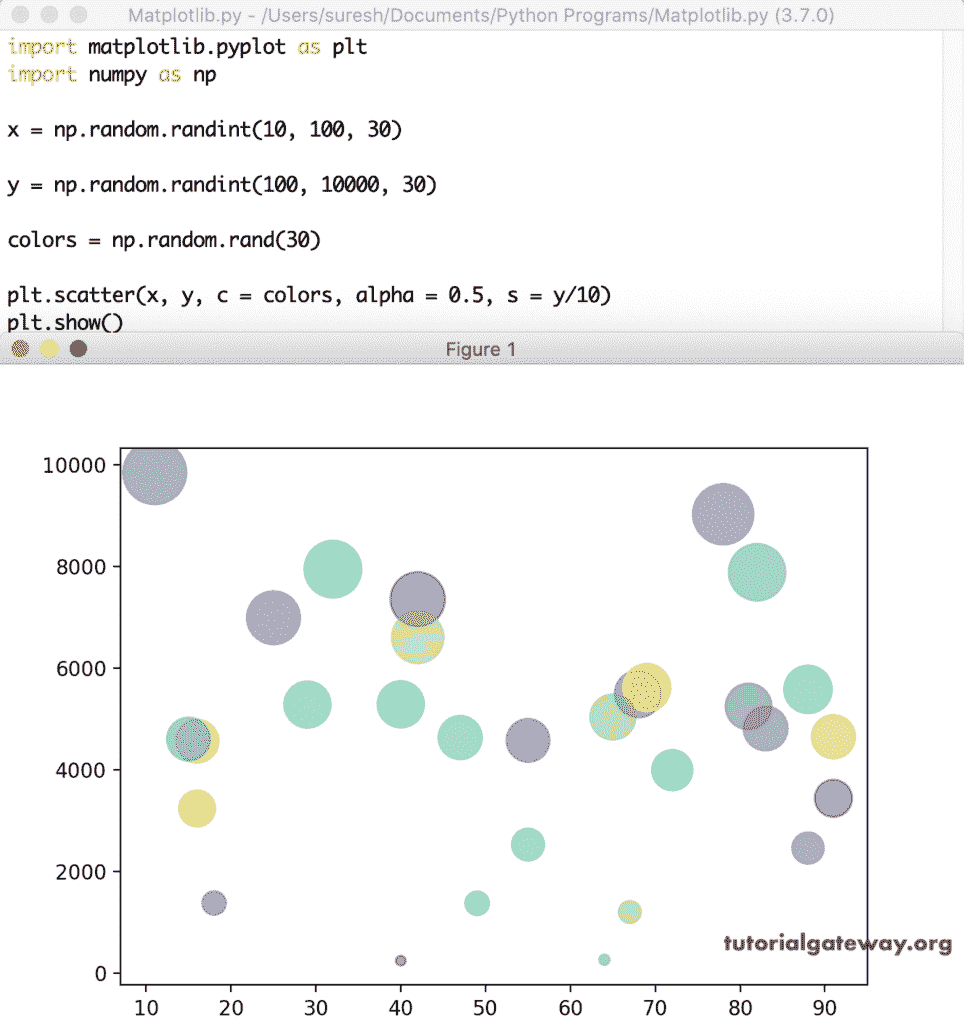 Matplotlib.py - /Users/suresh/Documents/Python Programs/Matplotlib.py (3.7.0)
import matplotlib.pyplot as plt
import numpy as np
x = np.random.randint(10, 100, 30)
y = np.random.randint(100, 10000, 30)
colors = np.random.rand(30)
plt.scatter(x, y, c = colors, alpha = 0.5, s = y/10)
plt.show()
Figure 1
10000
8000
6000
4000
2000
0
tutorialgateway.org
10 20 30 40 50 60 70 80 90